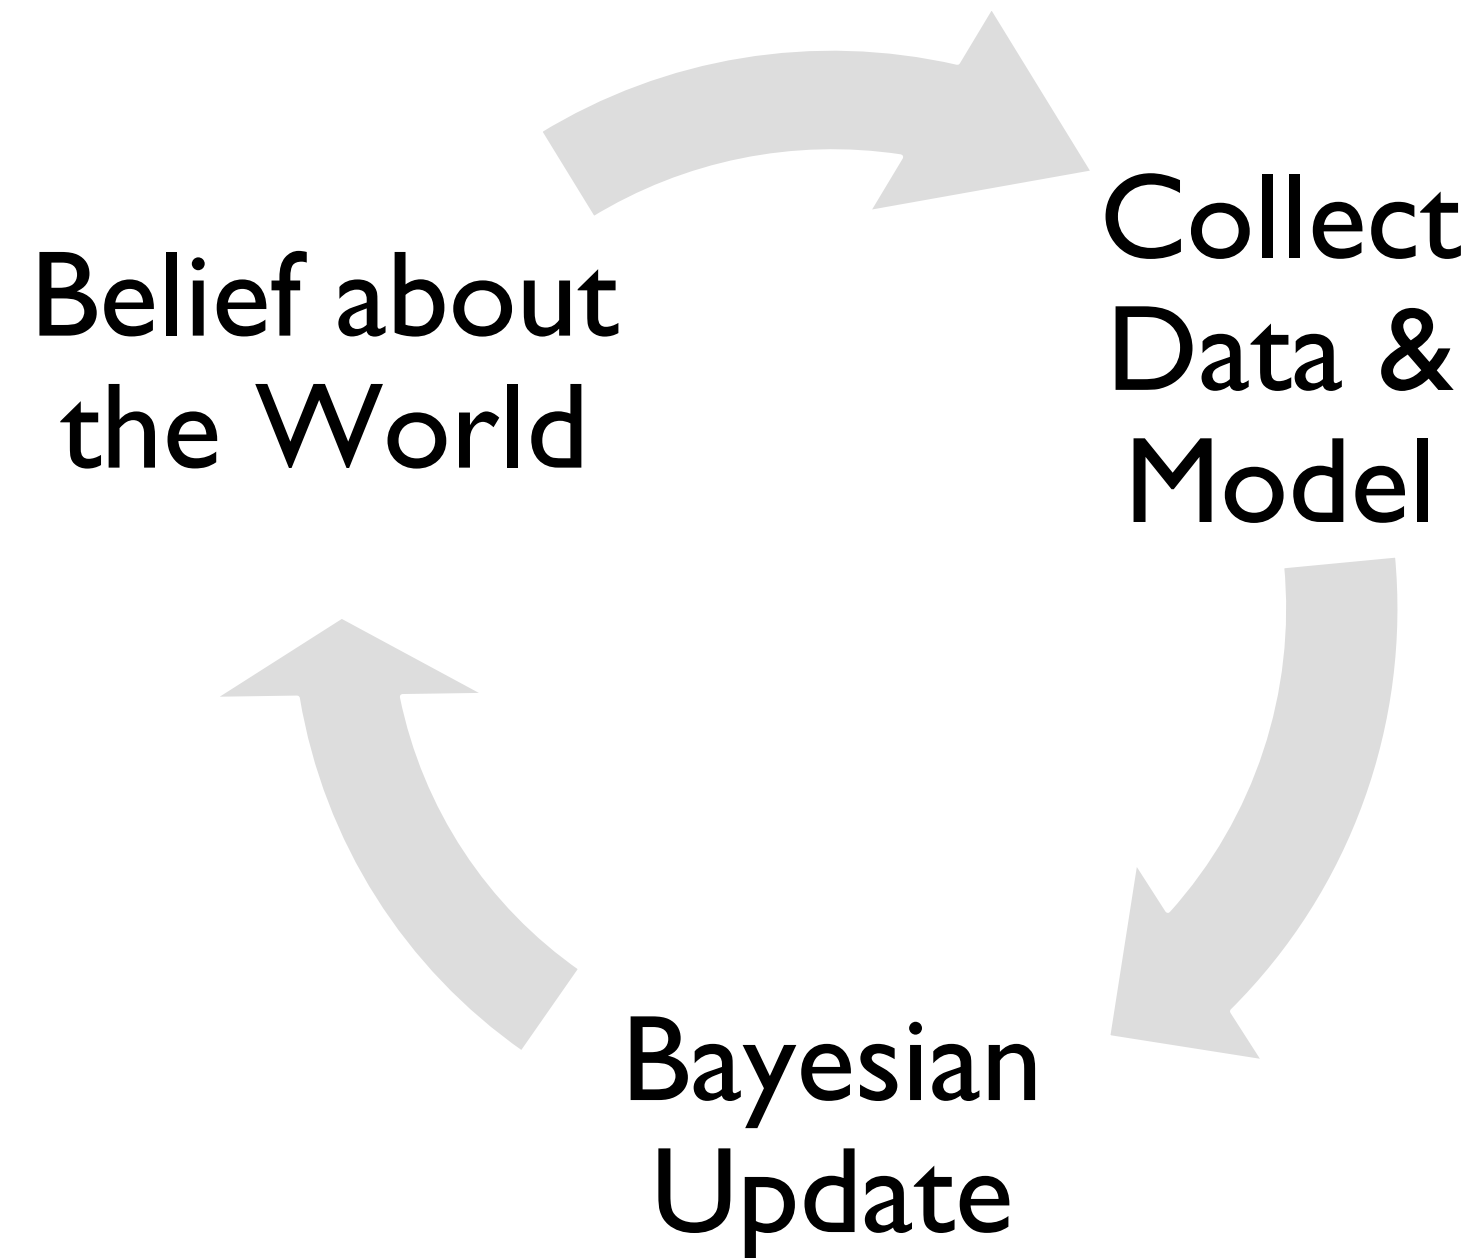 Belief about
the World
Collect
Data &
Model
Bayesian
Update